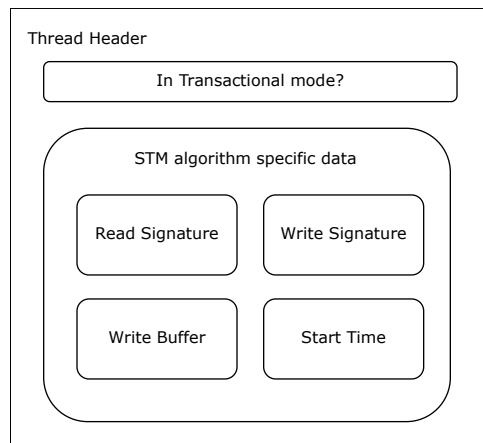 Thread Header
In Transactional mode?
STM algorithm specific data
Read Signature
Write Signature
Write Buffer
Start Time